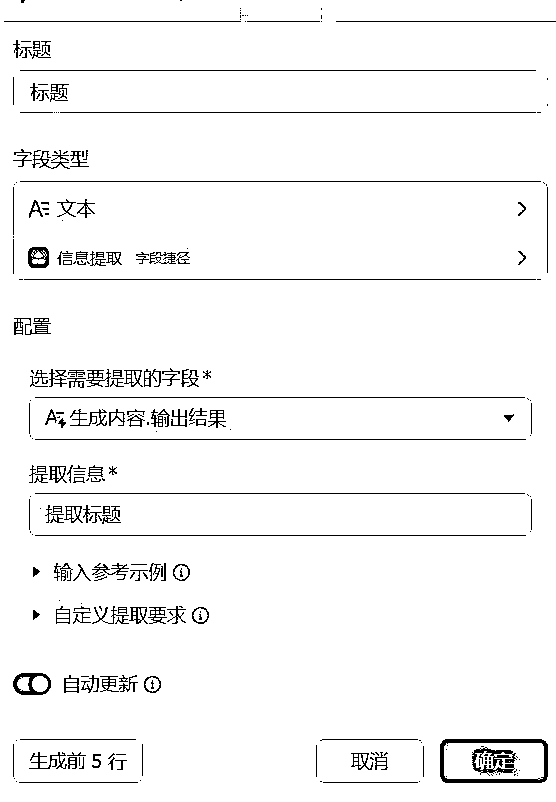 标题
标题
字段类型
文本
信息提取 字段捷径
配置
选择需要提取的字段*
生成内容.输出结果
提取信息*
提取标题
输入参考示例
自定义提取要求
自动更新
生成前 5 行 取消 确定